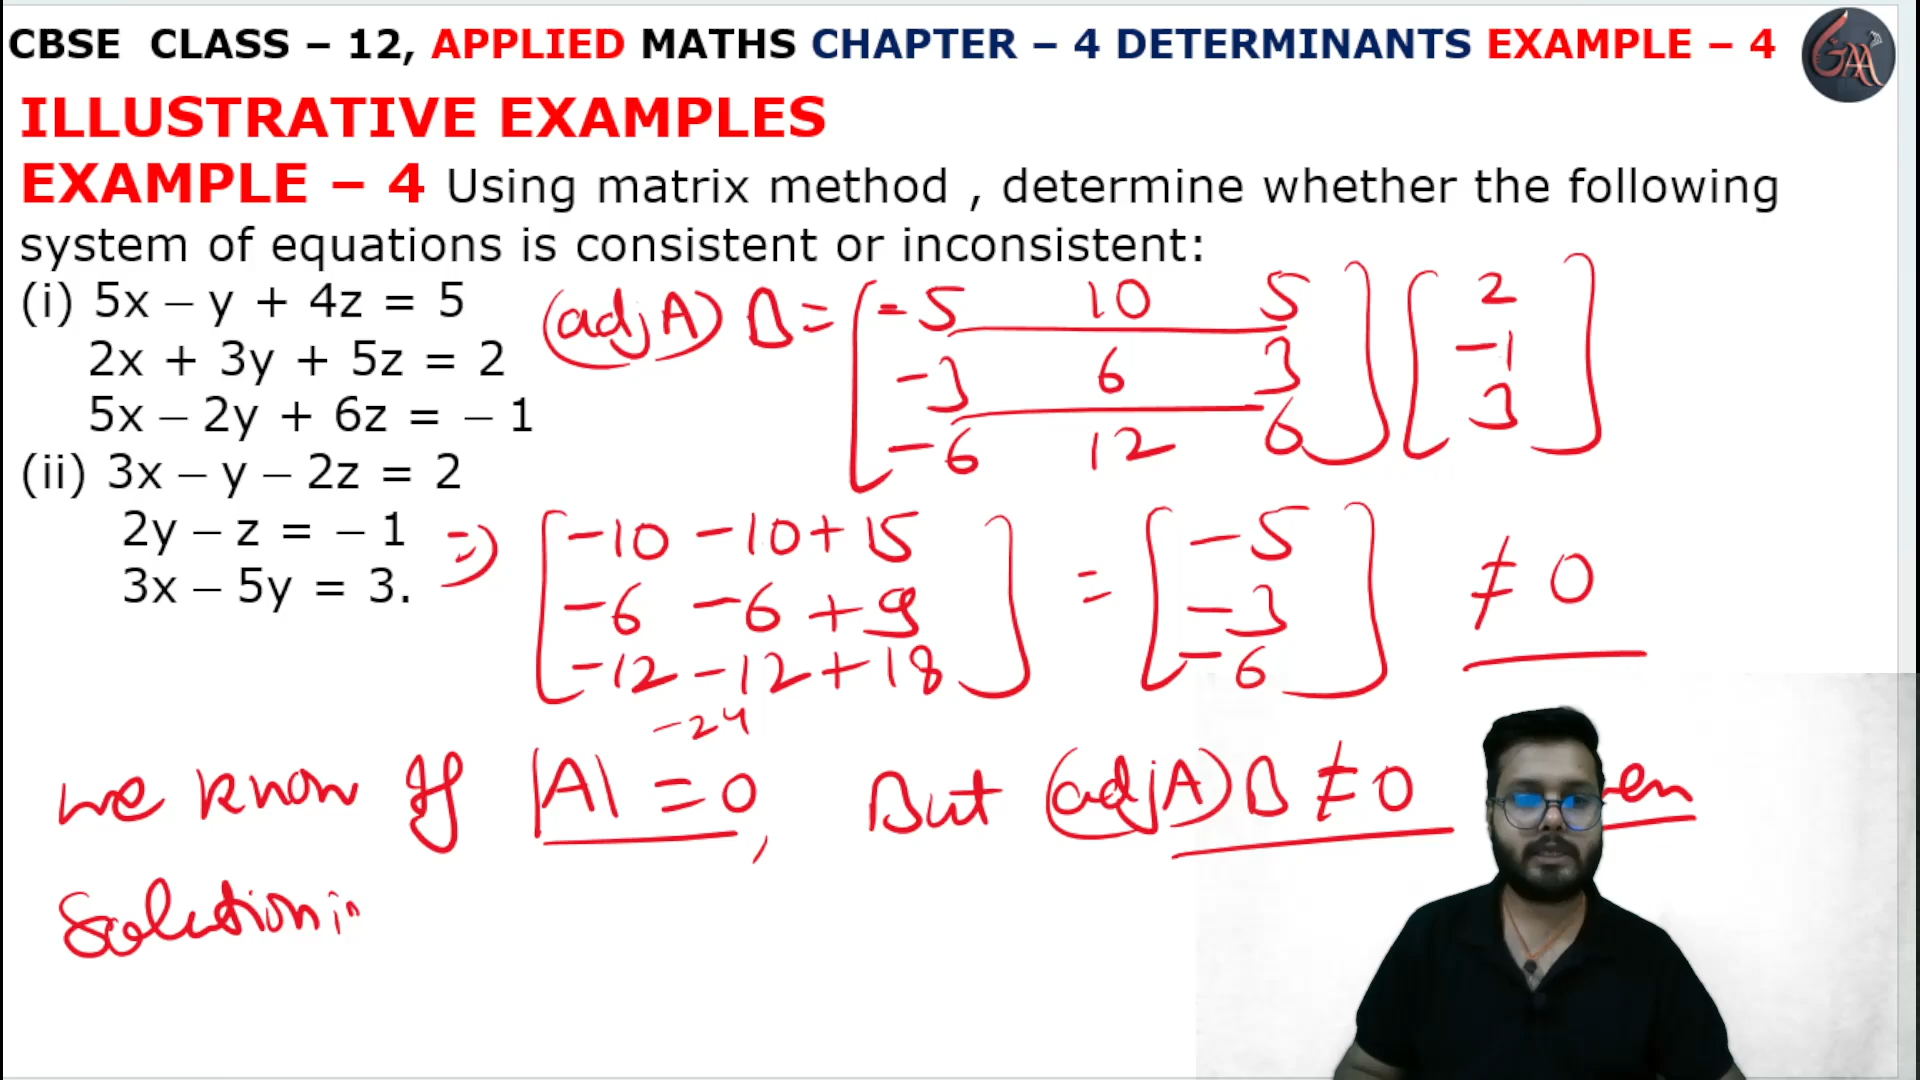 CBSE CLASS – 12, APPLIED MATHS CHAPTER – 4 DETERMINANTS EXAMPLE – 4
ILLUSTRATIVE EXAMPLES
EXAMPLE – 4 Using matrix method , determine whether the following
system of equations is consistent or inconsistent:
(i) 5x – y + 4z = 5
2x + 3y + 5z = 2
5x – 2y + 6z = – 1
(ii) 3x – y – 2z = 2
2y – z = – 1
3x – 5y = 3.
(adj A) B =
-5 10 5
-3 6 3
-6 12 6
2
-1
3
=>
-10 -10 + 15
-6 -6 + 9
-12 -12 + 18
-24
=
-5
-3
-6
≠ 0
we know If |A| = 0, But (adj A) B ≠ 0
Solution in